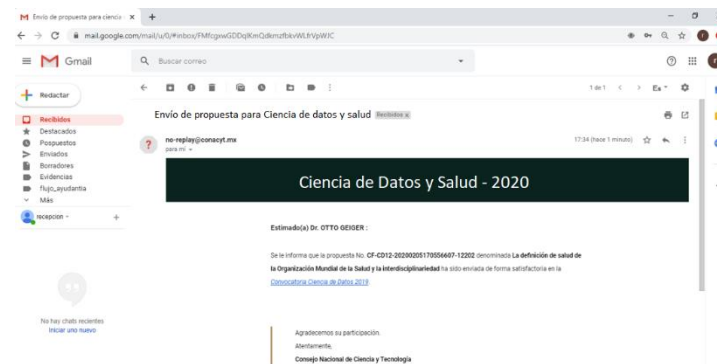 Envío de propuesta para ciencia
mail.google.com/mail/u/0/#inbox/FMfcgxwGDDqlKmQdkmzfbkvWLfrVpWJC
Gmail
Buscar correo
Redactar
1 de 1
Es
Recibidos
Destacados
Pospuestos
Enviados
Borradores
Evidencias
flujo_ayudantia
Más
recepcion
No hay chats recientes
Iniciar uno nuevo
Envío de propuesta para Ciencia de datos y salud Recibidos x
no-replay@conacyt.mx
17:34 (hace 1 minuto)
para mí
Ciencia de Datos y Salud - 2020
Estimado(a) Dr. OTTO GEIGER :
Se le informa que la propuesta No. CF-CD12-20200205170556607-12202 denominada La definición de salud de
la Organización Mundial de la Salud y la interdisciplinariedad ha sido enviada de forma satisfactoria en la
Convocatoria Ciencia de Datos 2019.
Agradecemos su participación.
Atentamente,
Consejo Nacional de Ciencia y Tecnología